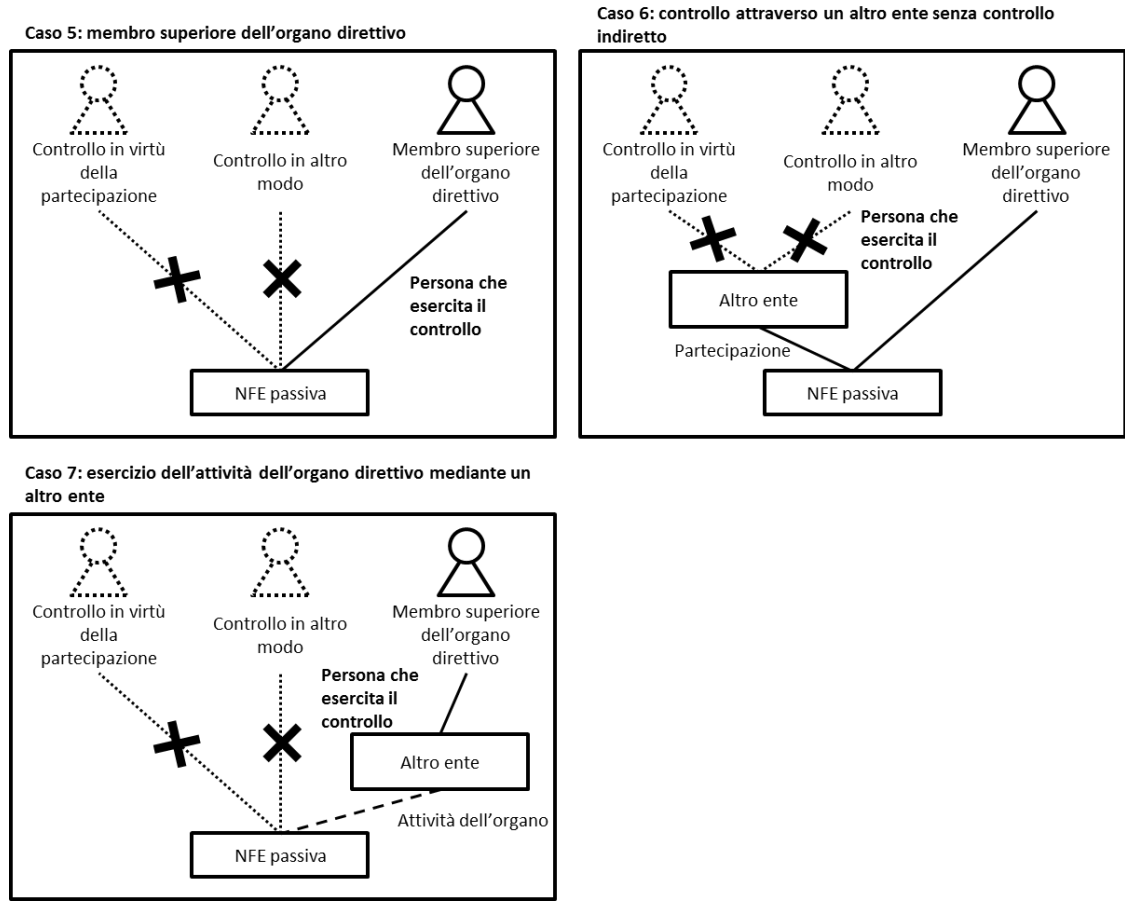 Caso 5: membro superiore dell'organo direttivo
Controllo in virtù
della
partecipazione
Controllo in altro
modo
Membro superiore
dell'organo
direttivo
Persona che
esercita il
controllo
NFE passiva
Caso 6: controllo attraverso un altro ente senza controllo
indiretto
Controllo in virtù
della
partecipazione
Controllo in altro
modo
Membro superiore
dell'organo
direttivo
Persona che
esercita il
controllo
Altro ente
Partecipazione
NFE passiva
Caso 7: esercizio dell'attività dell'organo direttivo mediante un
altro ente
Controllo in virtù
della
partecipazione
Controllo in altro
modo
Membro superiore
dell'organo
direttivo
Persona che
esercita il
controllo
Altro ente
Attività dell'organo
NFE passiva